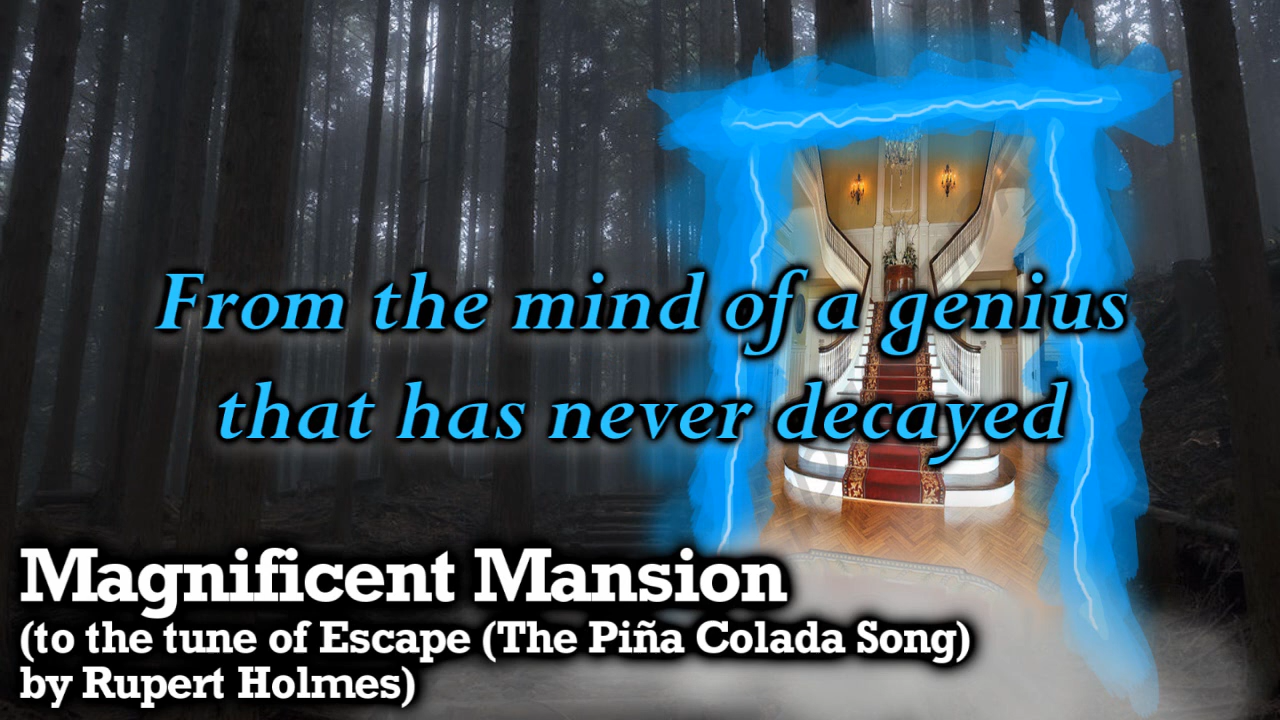 From the mind of a genius
that has never decayed
Magnificent Mansion
(to the tune of Escape (The Piña Colada Song)
by Rupert Holmes)